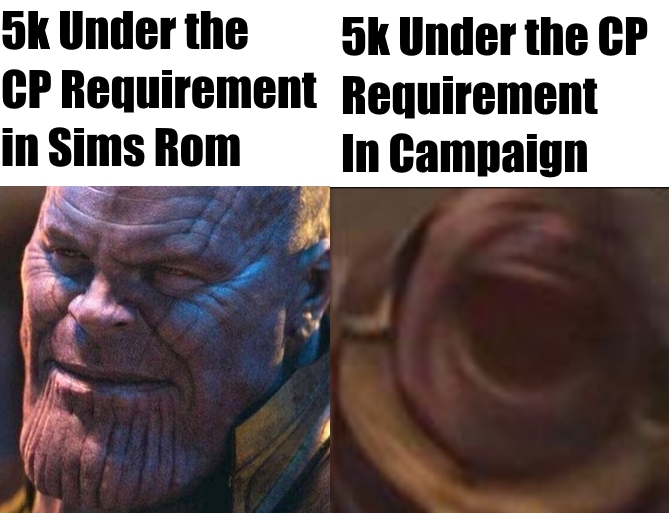 5k Under the
CP Requirement
in Sims Rom
5k Under the CP
Requirement
In Campaign